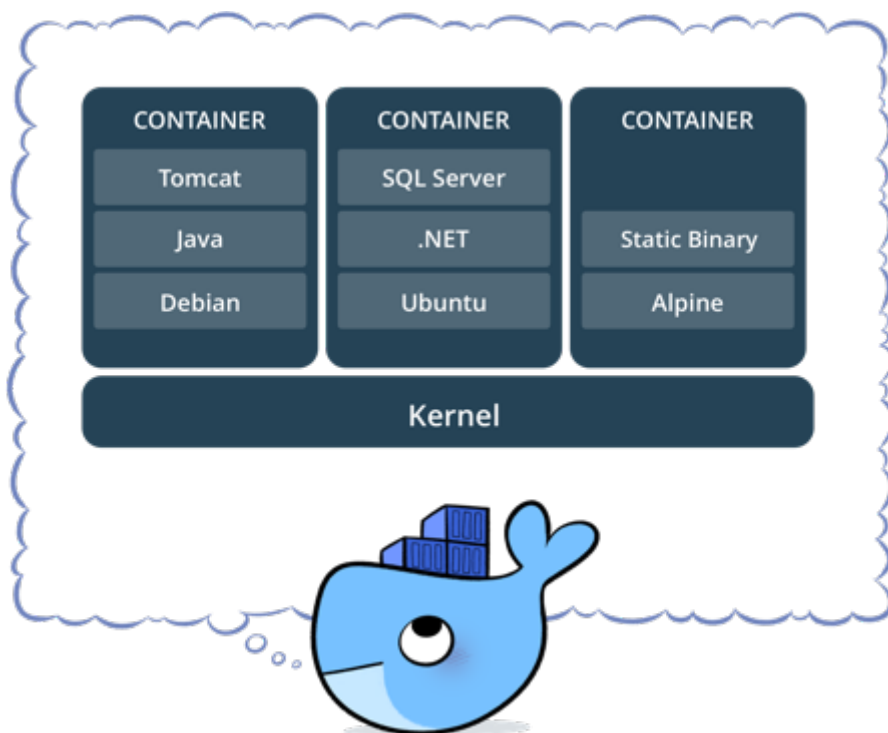 CONTAINER
Tomcat
Java
Debian
CONTAINER
SQL Server
.NET
Ubuntu
CONTAINER
Static Binary
Alpine
Kernel